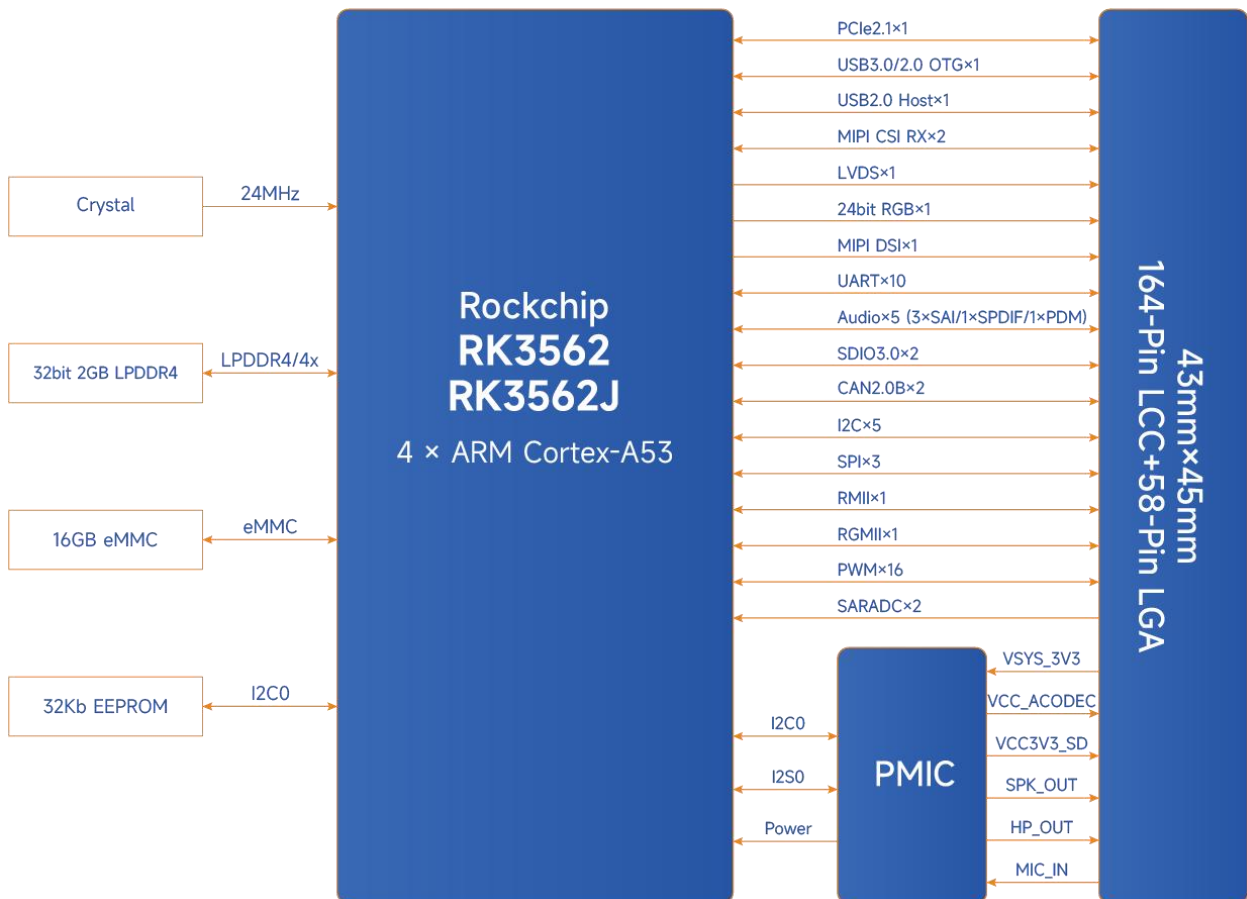 Crystal
24MHz
32bit 2GB LPDDR4
LPDDR4/4x
16GB eMMC
eMMC
32Kb EEPROM
I2C0
Rockchip
RK3562
RK3562J
4 × ARM Cortex-A53
PCIe2.1×1
USB3.0/2.0 OTG×1
USB2.0 Host×1
MIPI CSI RX×2
LVDS×1
24bit RGB×1
MIPI DSI×1
UART×10
Audio×5 (3×SAI/1×SPDIF/1×PDM)
SDIO3.0×2
CAN2.0B×2
I2C×5
SPI×3
RMII×1
RGMII×1
PWM×16
SARADC×2
I2C0
I2S0
Power
PMIC
VSYS_3V3
VCC_ACODEC
VCC3V3_SD
SPK_OUT
HP_OUT
MIC_IN
43mm×45mm
164-Pin LCC+58-Pin LGA